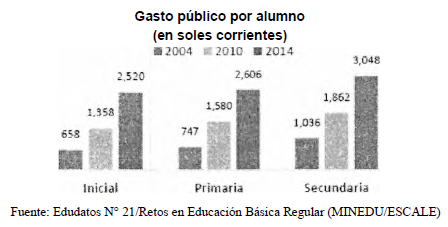 Gasto público por alumno
(en soles corrientes)
2004 2010 2014
658 1,358 2,520
747 1,580 2,606
1,036 1,862 3,048
Inicial Primaria Secundaria
Fuente: Edudatos N° 21/Retos en Educación Básica Regular (MINEDU/ESCALE)